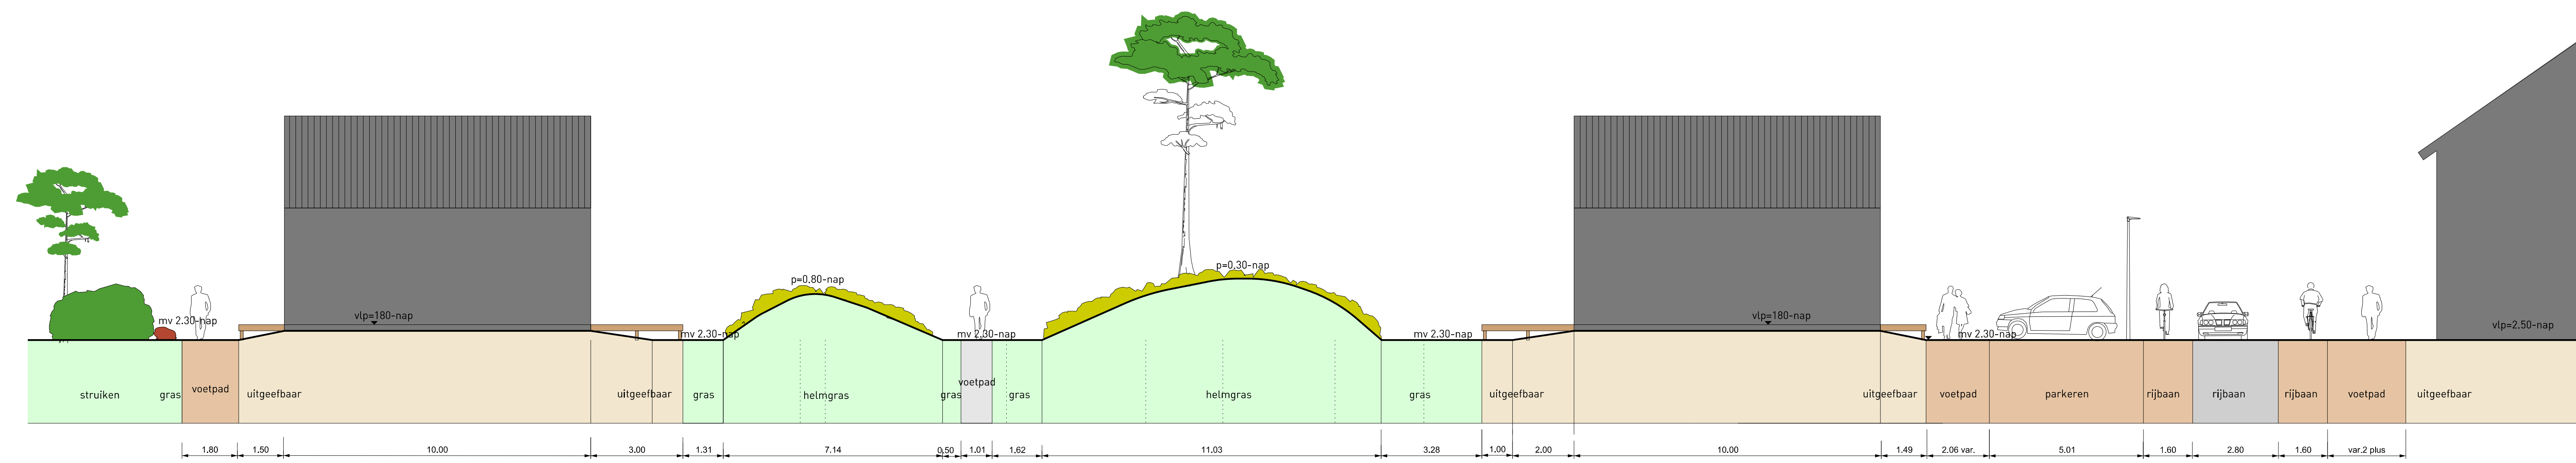 p=0.30-nap
p=0.80-nap
vlp=180-nap
vlp=180-nap
mv 2.30-nap
mv 2.30-nap
mv 2.30-nap
mv 2.30-nap
mv 2.30-nap
vlp=2.50-nap
struiken gras voetpad uitgeefbaar uitgeefbaar gras helmgras gras voetpad gras helmgras gras uitgeefbaar uitgeefbaar voetpad parkeren rijbaan rijbaan rijbaan voetpad uitgeefbaar
1.80 1.50 10.00 3.00 1.31 7.14 0.50 1.01 1.62 11.03 3.28 1.00 2.00 10.00 1.49 2.06 var. 5.01 1.60 2.80 1.60 var.2 plus